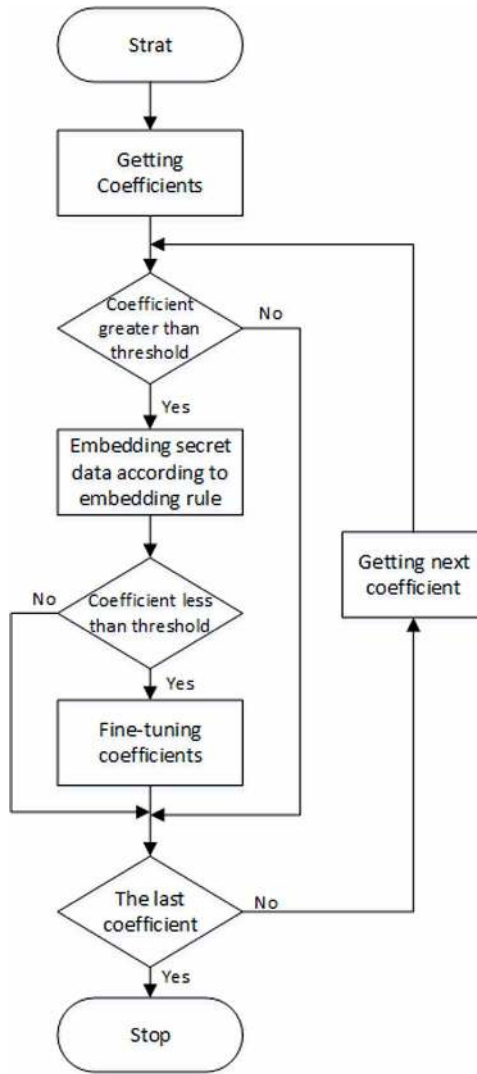 Strat
Getting
Coefficients
Coefficient
greater than
threshold
No
Yes
Embedding secret
data according to
embedding rule
Getting next
coefficient
No
Coefficient less
than threshold
Yes
Fine-tuning
coefficients
The last
coefficient
No
Yes
Stop